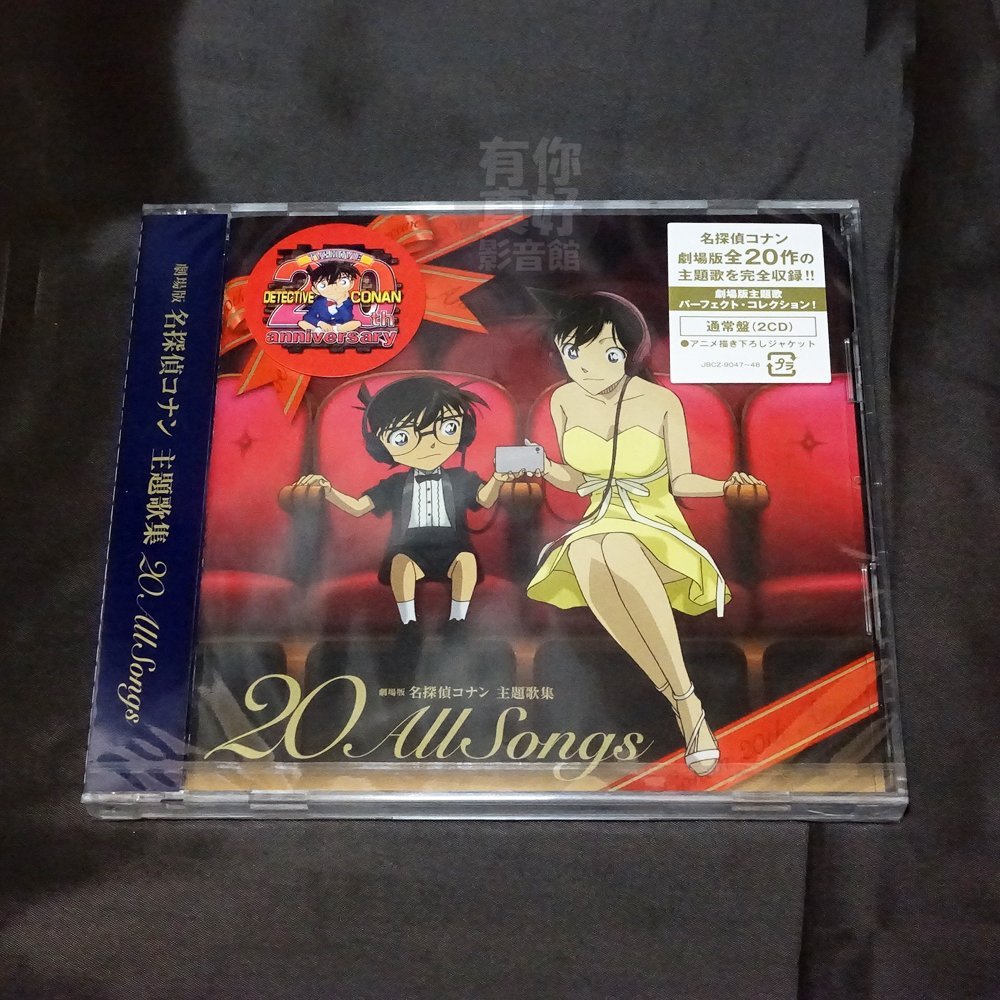 有你
真好
影音館
劇場版 名探偵コナン 主題歌集 20 All Songs
DETECTIVE CONAN
20th
anniversary
名探偵コナン
劇場版全20作の
主題歌を完全収録!!
劇場版主題歌
パーフェクト・コレクション!
通常盤(2CD)
●アニメ描き下ろしジャケット
JBCZ-9047~48
プラ
劇場版 名探偵コナン 主題歌集
20 All Songs
20th